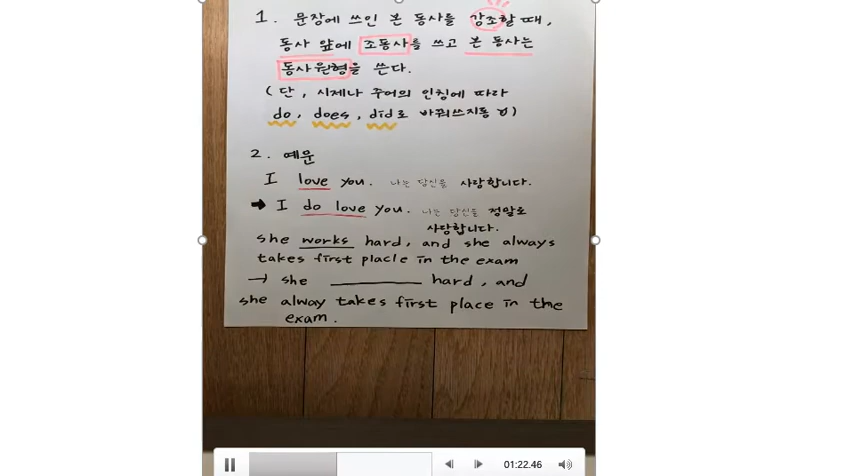 1. 문장에 쓰인 본 동사를 강조할 때,
동사 앞에 조동사를 쓰고 본 동사는
동사원형을 쓴다.
(단, 시제나 주어의 인칭에 따라
do, does, did로 바꿔쓰지롱 γ)
2. 예문
I love you. 나는 당신을 사랑합니다.
➡ I do love you. 나는 당신을 정말로
사랑합니다.
she works hard, and she always
takes first placle in the exam
→ she ________ hard, and
she alway takes first place in the
exam.
01:22.46